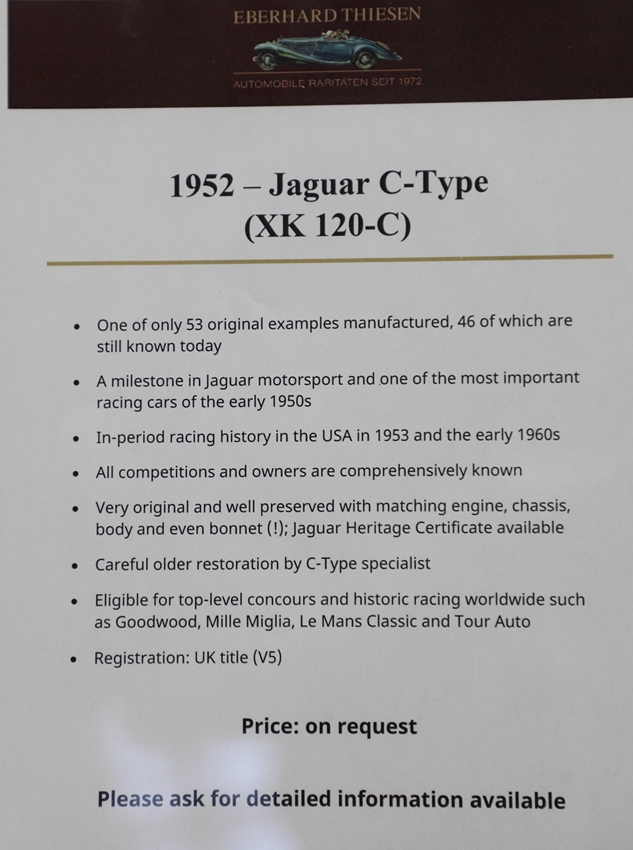 EBERHARD THIESEN
AUTOMOBILE RARITÄTEN SEIT 1972
1952 – Jaguar C-Type
(XK 120-C)
• One of only 53 original examples manufactured, 46 of which are
still known today
• A milestone in Jaguar motorsport and one of the most important
racing cars of the early 1950s
• In-period racing history in the USA in 1953 and the early 1960s
• All competitions and owners are comprehensively known
• Very original and well preserved with matching engine, chassis,
body and even bonnet (!); Jaguar Heritage Certificate available
• Careful older restoration by C-Type specialist
• Eligible for top-level concours and historic racing worldwide such
as Goodwood, Mille Miglia, Le Mans Classic and Tour Auto
• Registration: UK title (V5)
Price: on request
Please ask for detailed information available